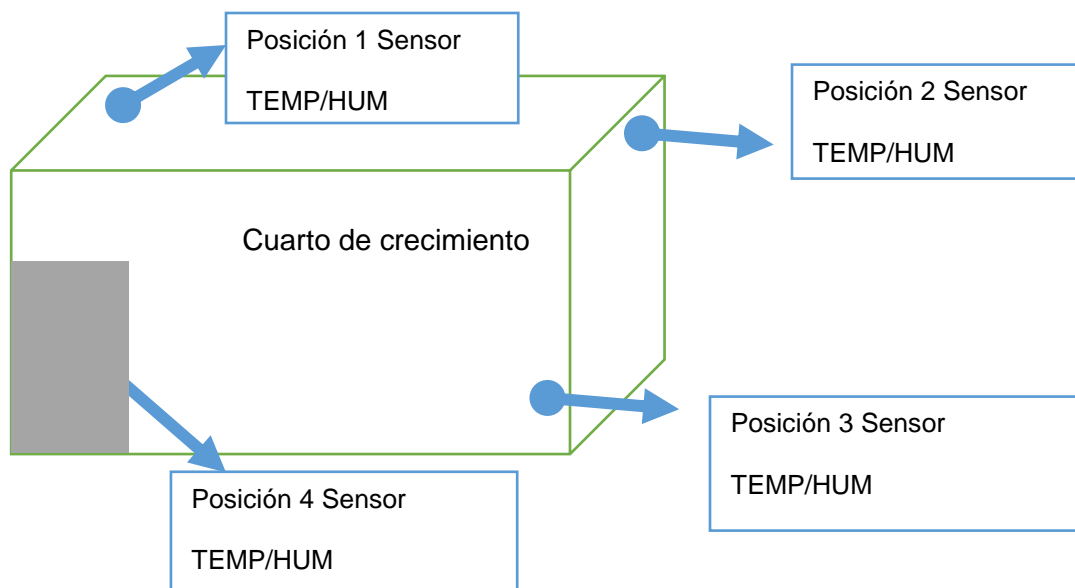 Posición 1 Sensor
TEMP/HUM
Posición 2 Sensor
TEMP/HUM
Cuarto de crecimiento
Posición 3 Sensor
TEMP/HUM
Posición 4 Sensor
TEMP/HUM